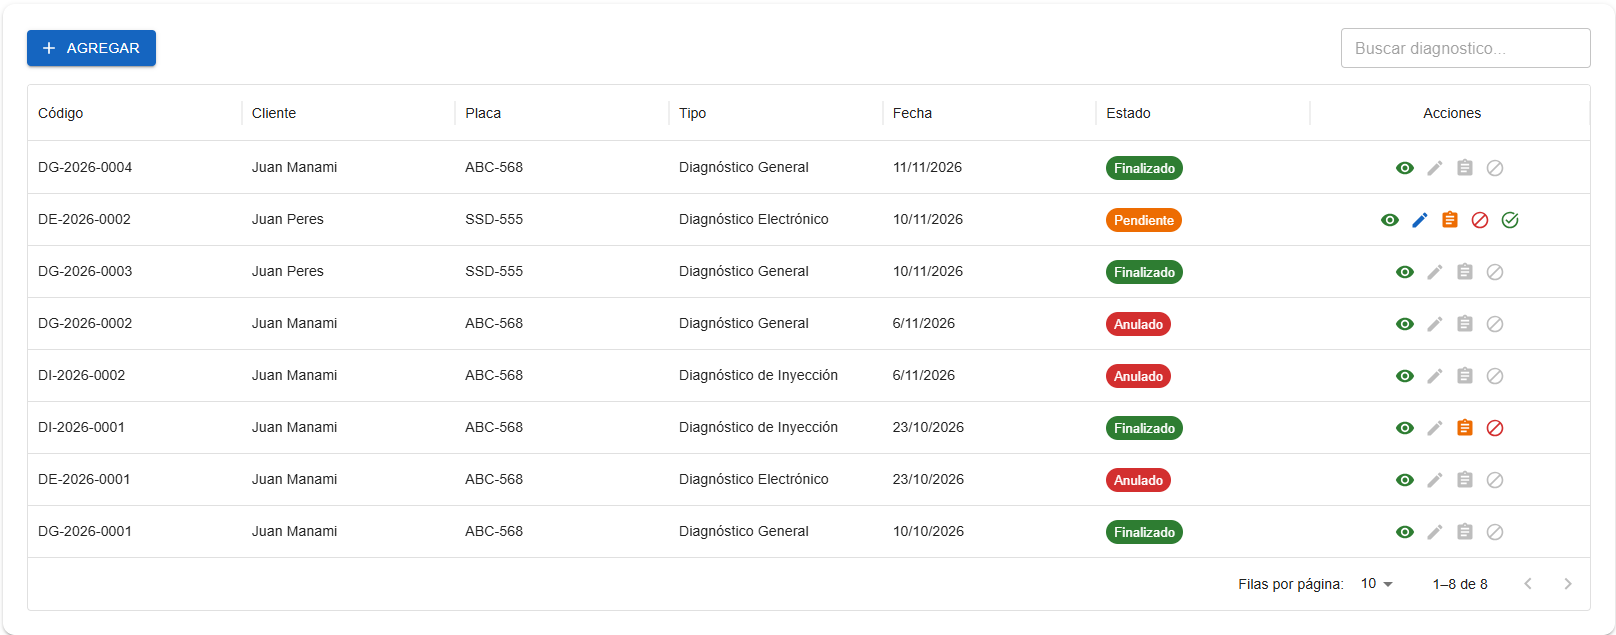 AGREGAR Buscar diagnostico...
Código Cliente Placa Tipo Fecha Estado Acciones
DG-2026-0004 Juan Manami ABC-568 Diagnóstico General 11/11/2026 Finalizado
DE-2026-0002 Juan Peres SSD-555 Diagnóstico Electrónico 10/11/2026 Pendiente
DG-2026-0003 Juan Peres SSD-555 Diagnóstico General 10/11/2026 Finalizado
DG-2026-0002 Juan Manami ABC-568 Diagnóstico General 6/11/2026 Anulado
DI-2026-0002 Juan Manami ABC-568 Diagnóstico de Inyección 6/11/2026 Anulado
DI-2026-0001 Juan Manami ABC-568 Diagnóstico de Inyección 23/10/2026 Finalizado
DE-2026-0001 Juan Manami ABC-568 Diagnóstico Electrónico 23/10/2026 Anulado
DG-2026-0001 Juan Manami ABC-568 Diagnóstico General 10/10/2026 Finalizado
Filas por página: 10 1–8 de 8